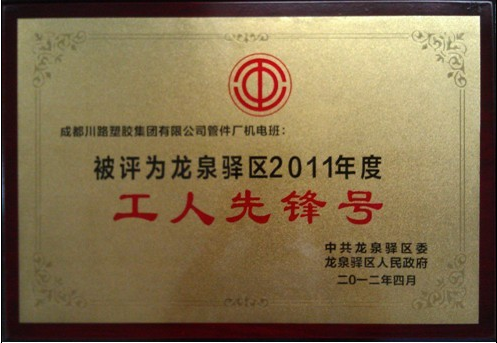 成都川路塑胶集团有限公司管件厂机电班：
被评为龙泉驿区2011年度
工人先锋号
中共龙泉驿区委
龙泉驿区人民政府
二○一二年四月